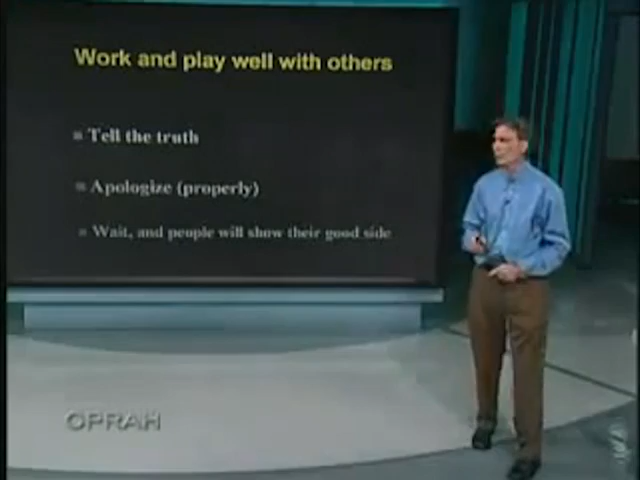 Work and play well with others
Tell the truth
Apologize (properly)
Wait, and people will show their good side
OPRAH